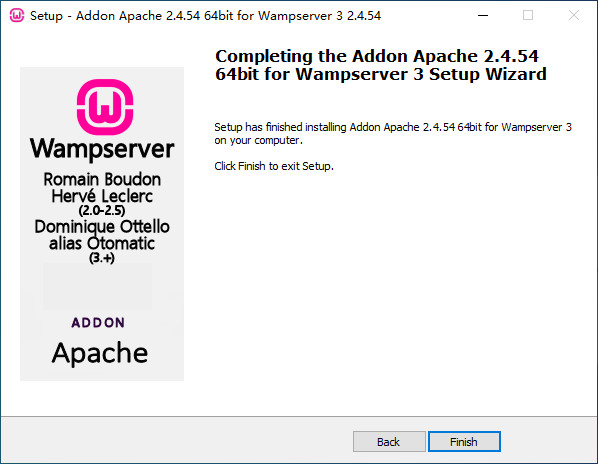 Setup - Addon Apache 2.4.54 64bit for Wampserver 3 2.4.54
Completing the Addon Apache 2.4.54
64bit for Wampserver 3 Setup Wizard
Setup has finished installing Addon Apache 2.4.54 64bit for Wampserver 3
on your computer.
Click Finish to exit Setup.
W
Wampserver
Romain Boudon
Hervé Leclerc
(2.0-2.5)
Dominique Ottello
alias Otomatic
(3.+)
ADDON
Apache
Back
Finish